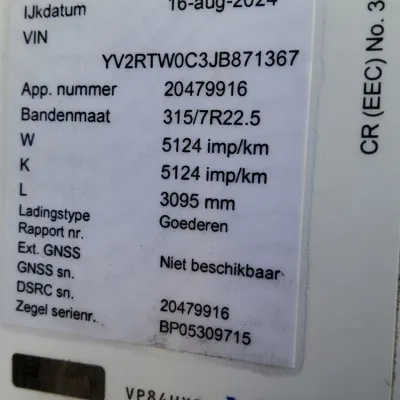 IJkdatum 16-aug-2024
VIN
YV2RTW0C3JB871367
App. nummer 20479916
Bandenmaat 315/7R22.5
W 5124 imp/km
K 5124 imp/km
L 3095 mm
Ladingstype Goederen
Rapport nr.
Ext. GNSS
GNSS sn. Niet beschikbaar
DSRC sn.
Zegel serienr. 20479916
BP05309715
CR (EEC) No. 3